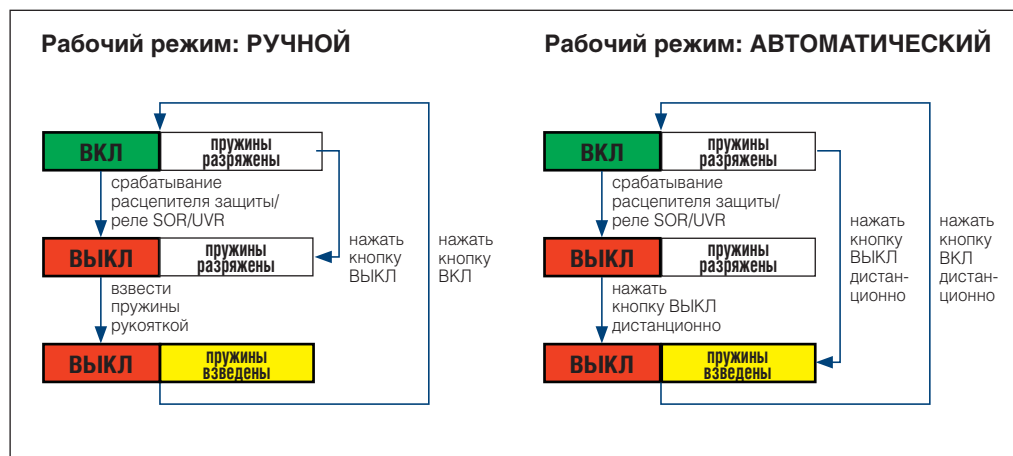 Рабочий режим: РУЧНОЙ
ВКЛ
пружины
разряжены
срабатывание
расцепителя защиты/
реле SOR/UVR
ВЫКЛ
пружины
разряжены
нажать
кнопку
ВЫКЛ
нажать
кнопку
ВКЛ
взвести
пружины
рукояткой
ВЫКЛ
пружины
взведены
Рабочий режим: АВТОМАТИЧЕСКИЙ
ВКЛ
пружины
разряжены
срабатывание
расцепителя защиты/
реле SOR/UVR
ВЫКЛ
пружины
разряжены
нажать
кнопку
ВЫКЛ
дистан-
ционно
нажать
кнопку
ВКЛ
дистан-
ционно
нажать
кнопку ВЫКЛ
дистанционно
ВЫКЛ
пружины
взведены